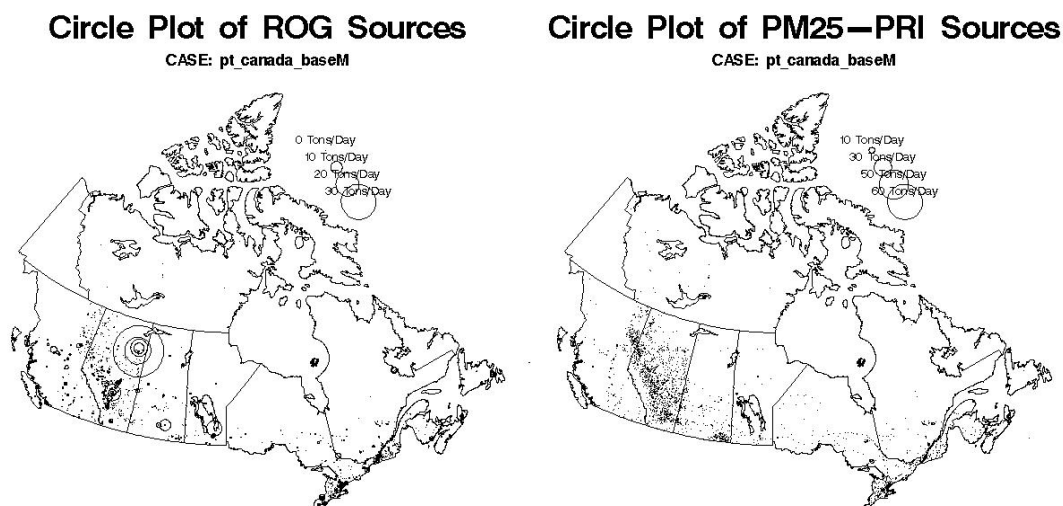 Circle Plot of ROG Sources
CASE: pt_canada_baseM
0 Tons/Day
10 Tons/Day
20 Tons/Day
30 Tons/Day
Circle Plot of PM25—PRI Sources
CASE: pt_canada_baseM
10 Tons/Day
30 Tons/Day
50 Tons/Day
60 Tons/Day